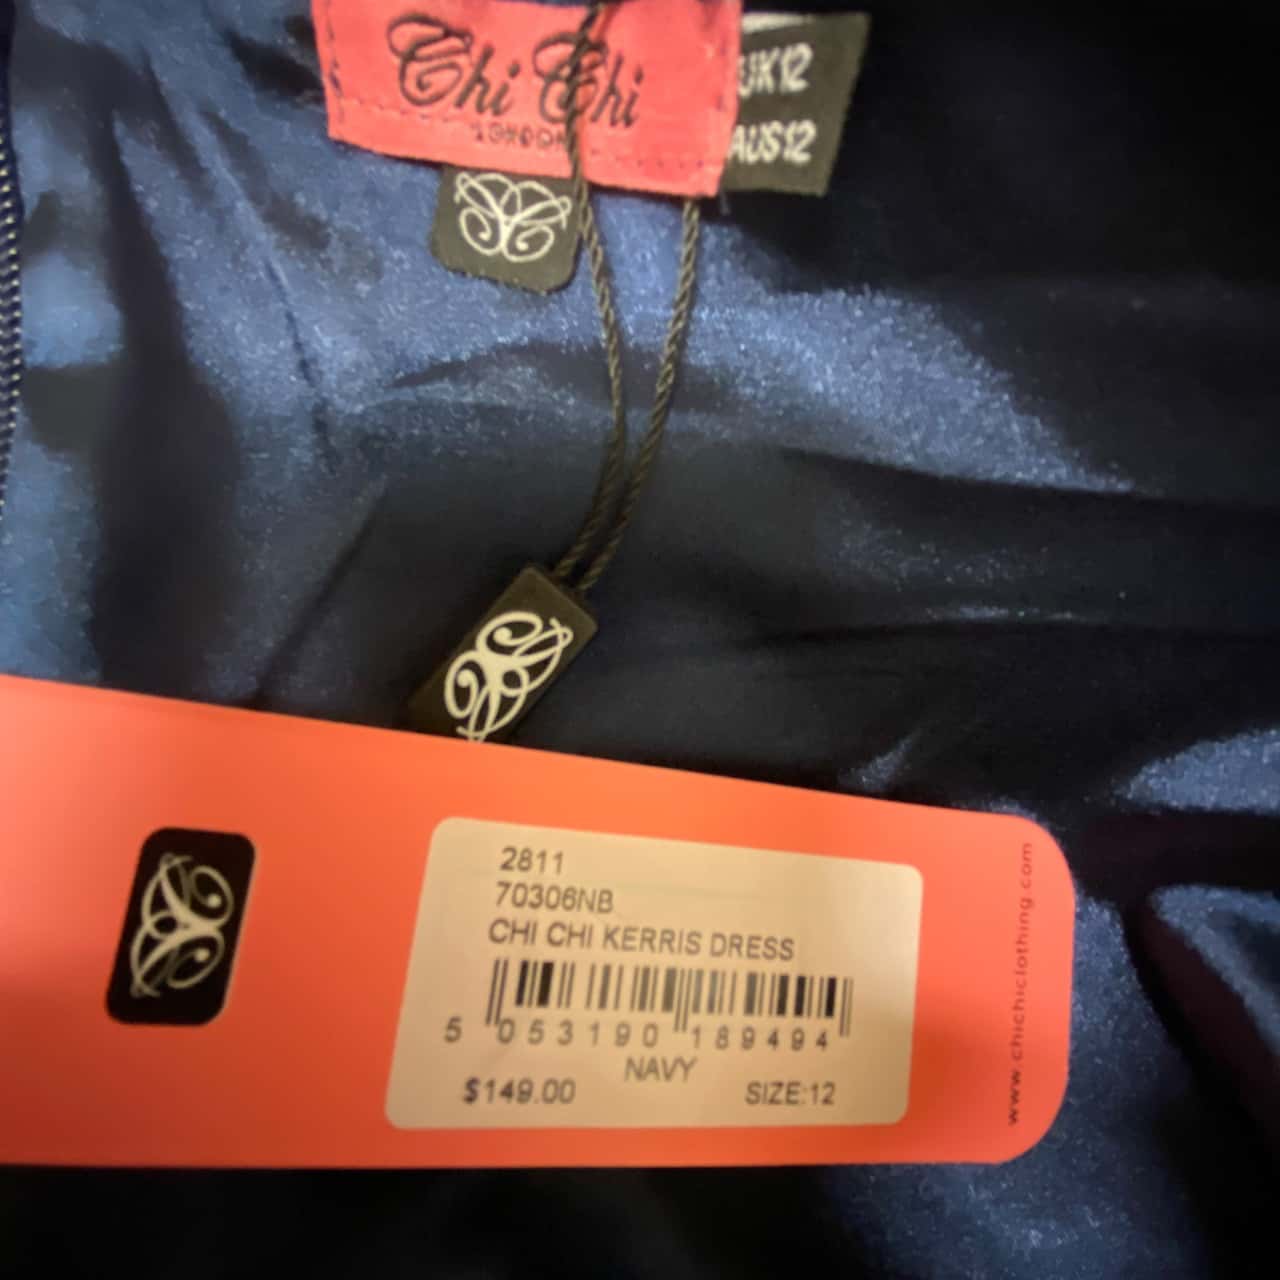 Chi Chi
LONDON
UK12
AUS12
2811
70306NB
CHI CHI KERRIS DRESS
5 053190 189494
NAVY
$149.00 SIZE:12
www.chichiclothing.com